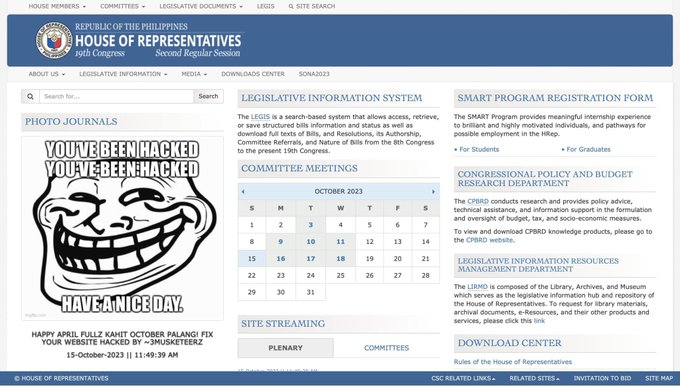 HOUSE MEMBERS COMMITTEES LEGISLATIVE DOCUMENTS LEGIS SITE SEARCH
REPUBLIC OF THE PHILIPPINES
HOUSE OF REPRESENTATIVES
19th Congress Second Regular Session
ABOUT US LEGISLATIVE INFORMATION MEDIA DOWNLOADS CENTER SONA2023
Search for... Search
PHOTO JOURNALS
YOU'VE BEEN HACKED
YOU'VE BEEN HACKED
HAVE A NICE DAY.
imgflip.com
HAPPY APRIL FULLZ KAHIT OCTOBER PALANG! FIX
YOUR WEBSITE HACKED BY ~3MUSKETEERZ
15-October-2023 || 11:49:39 AM
LEGISLATIVE INFORMATION SYSTEM
The LEGIS is a search-based system that allows access, retrieve,
or save structured bills information and status as well as
download full texts of Bills, and Resolutions, its Authorship,
Committee Referrals, and Nature of Bills from the 8th Congress
to the present 19th Congress.
COMMITTEE MEETINGS
OCTOBER 2023
S M T W T F S
1 2 3 4 5 6 7
8 9 10 11 12 13 14
15 16 17 18 19 20 21
22 23 24 25 26 27 28
29 30 31
SITE STREAMING
PLENARY COMMITTEES
SMART PROGRAM REGISTRATION FORM
The SMART Program provides meaningful internship experience
to brilliant and highly motivated individuals, and pathways for
possible employment in the HRep.
• For Students • For Graduates
CONGRESSIONAL POLICY AND BUDGET
RESEARCH DEPARTMENT
The CPBRD conducts research and provides policy advice,
technical assistance, and information support in the formulation
and oversight of budget, tax, and socio-economic measures.
To view and download CPBRD knowledge products, please go to
the CPBRD website.
LEGISLATIVE INFORMATION RESOURCES
MANAGEMENT DEPARTMENT
The LIRMD is composed of the Library, Archives, and Museum
which serves as the legislative information hub and repository of
the House of Representatives. To request for library materials,
archival documents, e-Resources, and their other products and
services, please click this link
DOWNLOAD CENTER
Rules of the House of Representatives
© HOUSE OF REPRESENTATIVES CSC RELATED LINKS RELATED SITES INVITATION TO BID SITE MAP